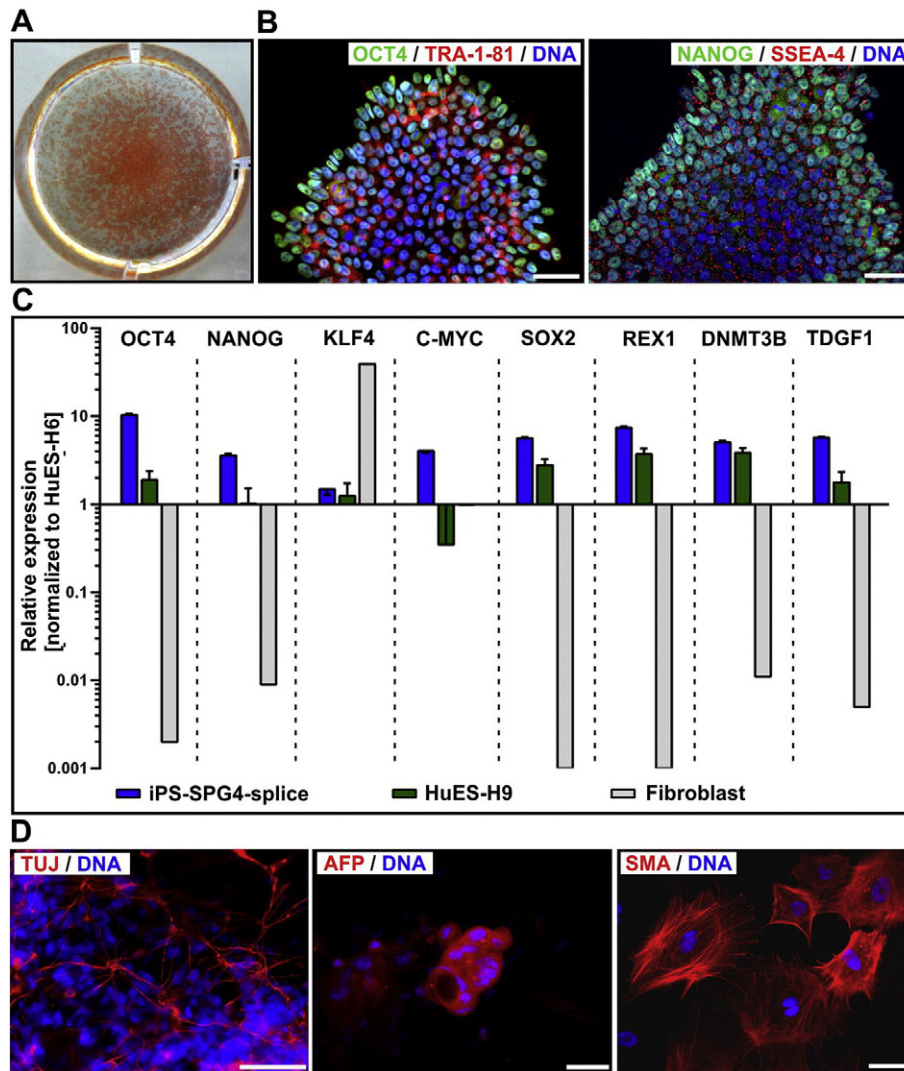 A
B
OCT4 / TRA-1-81 / DNA
NANOG / SSEA-4 / DNA
C
Relative expression
[normalized to HuES-H6]
100
10
1
0.1
0.01
0.001
OCT4 NANOG KLF4 C-MYC SOX2 REX1 DNMT3B TDGF1
iPS-SPG4-splice HuES-H9 Fibroblast
D
TUJ / DNA
AFP / DNA
SMA / DNA